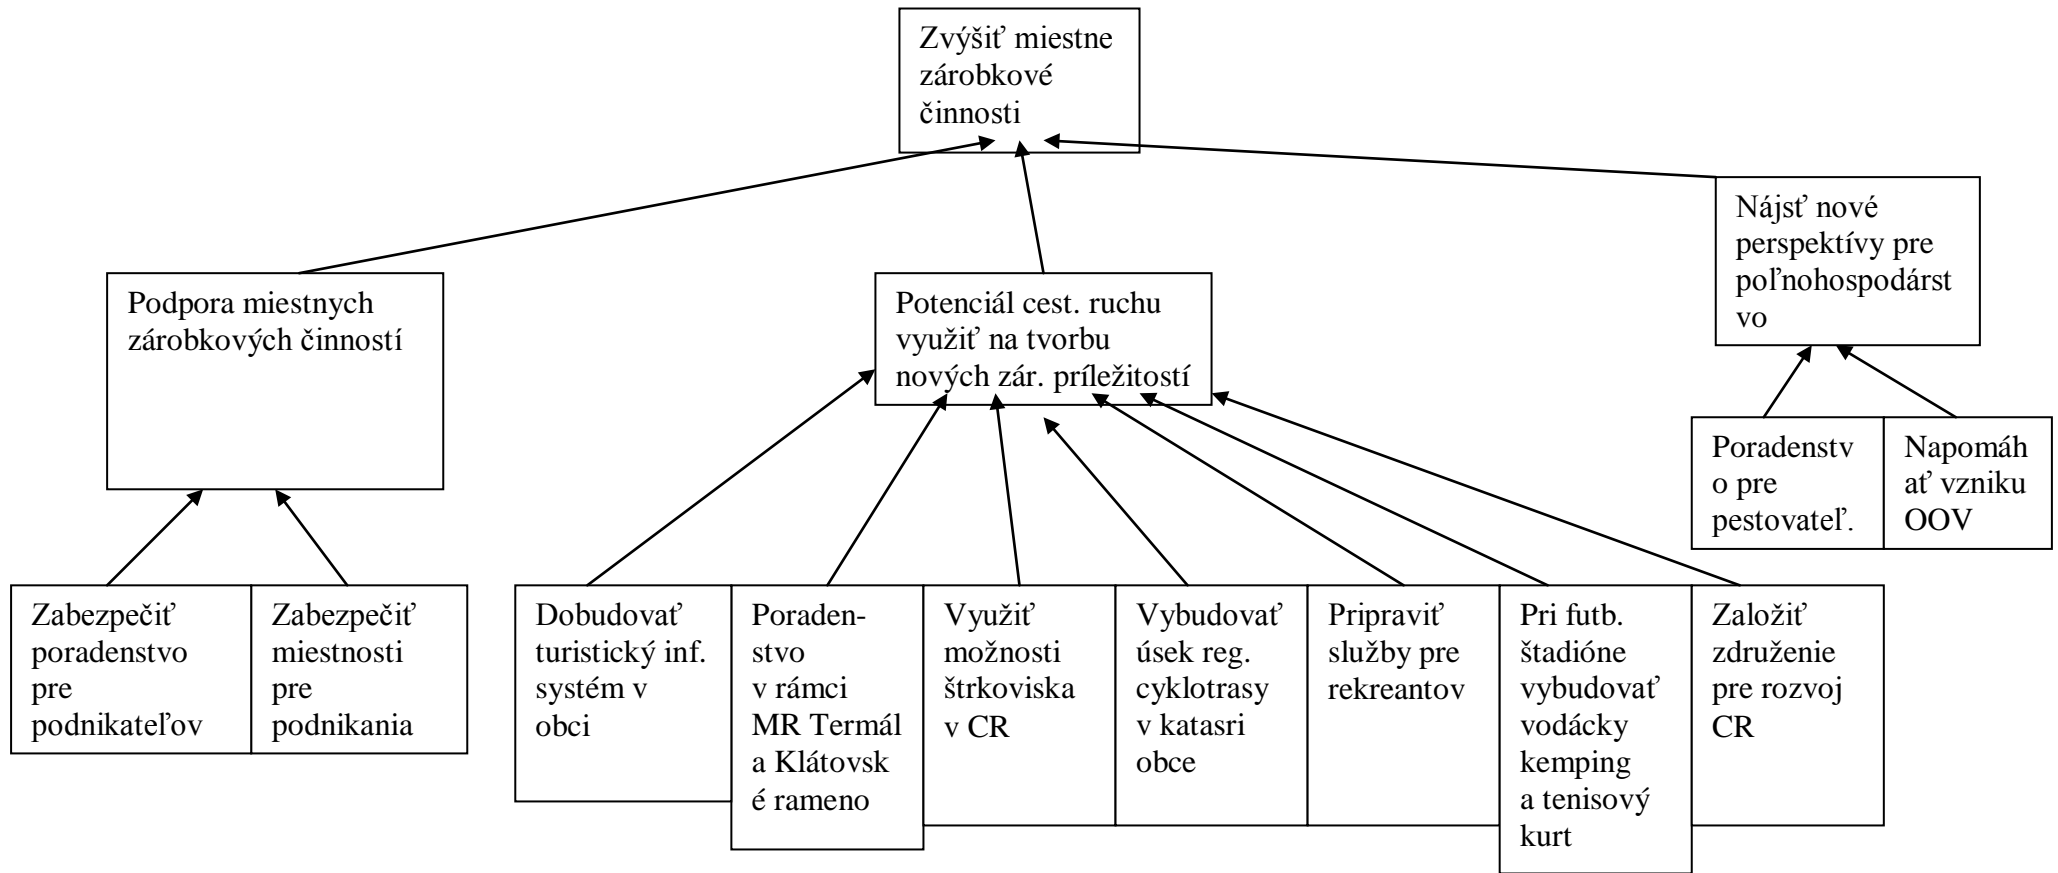 Zvýšiť miestne
zárobkové
činnosti
Nájsť nové
perspektívy pre
poľnohospodárst
vo
Podpora miestnych
zárobkových činností
Potenciál cest. ruchu
využiť na tvorbu
nových zár. príležitostí
Poradenstv
o pre
pestovateľ.
Napomáh
ať vzniku
OOV
Zabezpečiť
poradenstvo
pre
podnikateľov
Zabezpečiť
miestnosti
pre
podnikania
Dobudovať
turistický inf.
systém v
obci
Poraden-
stvo
v rámci
MR Termál
a Klátovsk
é rameno
Využiť
možnosti
štrkoviska
v CR
Vybudovať
úsek reg.
cyklotrasy
v katasri
obce
Pripraviť
služby pre
rekreantov
Pri futb.
štadióne
vybudovať
vodácky
kemping
a tenisový
kurt
Založiť
združenie
pre rozvoj
CR